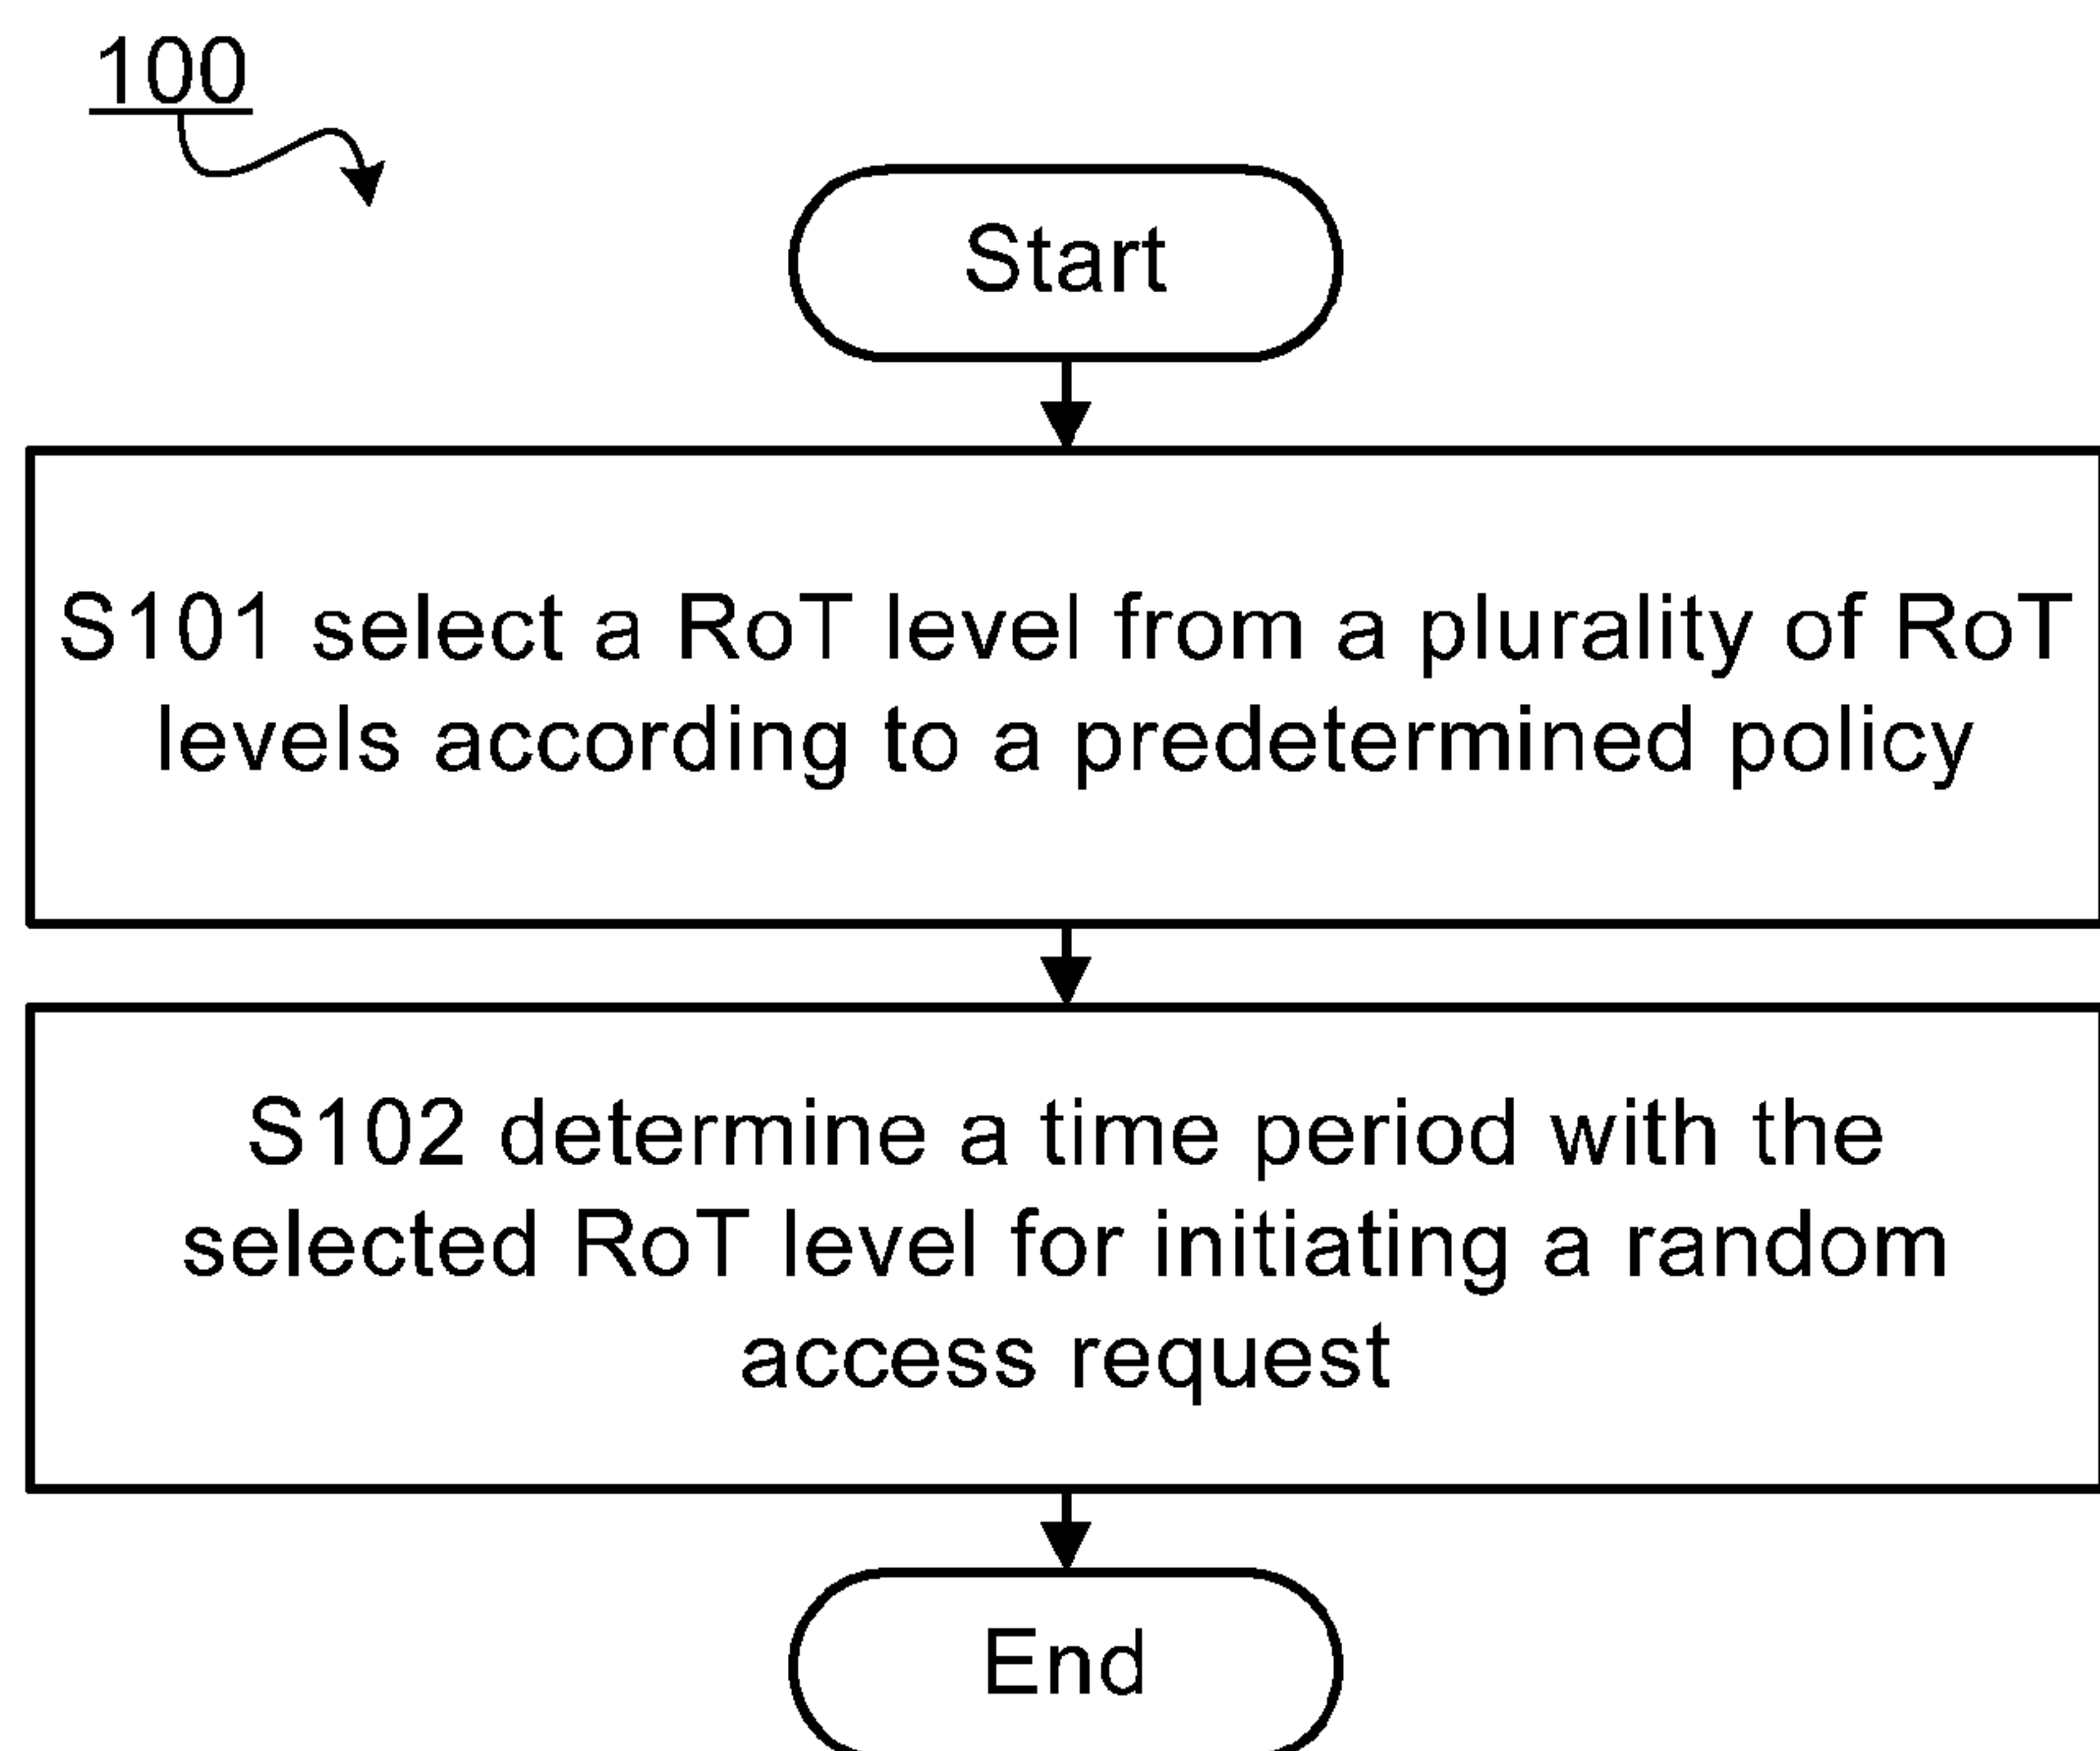 100
Start
S101 select a RoT level from a plurality of RoT
levels according to a predetermined policy
S102 determine a time period with the
selected RoT level for initiating a random
access request
End